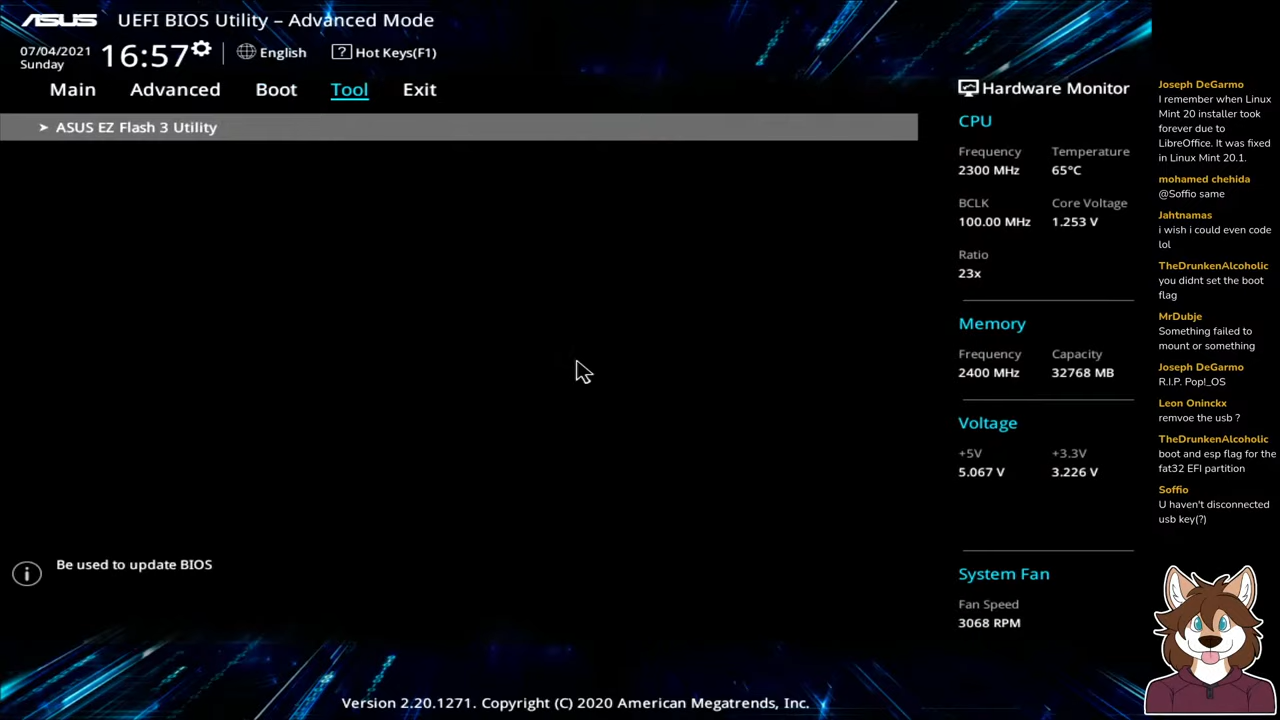 ASUS UEFI BIOS Utility – Advanced Mode
07/04/2021
Sunday
16:57
English
? Hot Keys(F1)
Main
Advanced
Boot
Tool
Exit
➤ ASUS EZ Flash 3 Utility
i
Be used to update BIOS
Hardware Monitor
CPU
Frequency Temperature
2300 MHz 65°C
BCLK Core Voltage
100.00 MHz 1.253 V
Ratio
23x
Memory
Frequency Capacity
2400 MHz 32768 MB
Voltage
+5V +3.3V
5.067 V 3.226 V
System Fan
Fan Speed
3068 RPM
Version 2.20.1271. Copyright (C) 2020 American Megatrends, Inc.
Joseph DeGarmo
I remember when Linux
Mint 20 installer took
forever due to
LibreOffice. It was fixed
in Linux Mint 20.1.
mohamed chehida
@Soffio same
Jahtnamas
i wish i could even code
lol
TheDrunkenAlcoholic
you didnt set the boot
flag
MrDubje
Something failed to
mount or something
Joseph DeGarmo
R.I.P. Pop!_OS
Leon Oninckx
remvoe the usb ?
TheDrunkenAlcoholic
boot and esp flag for the
fat32 EFI partition
Soffio
U haven't disconnected
usb key(?)